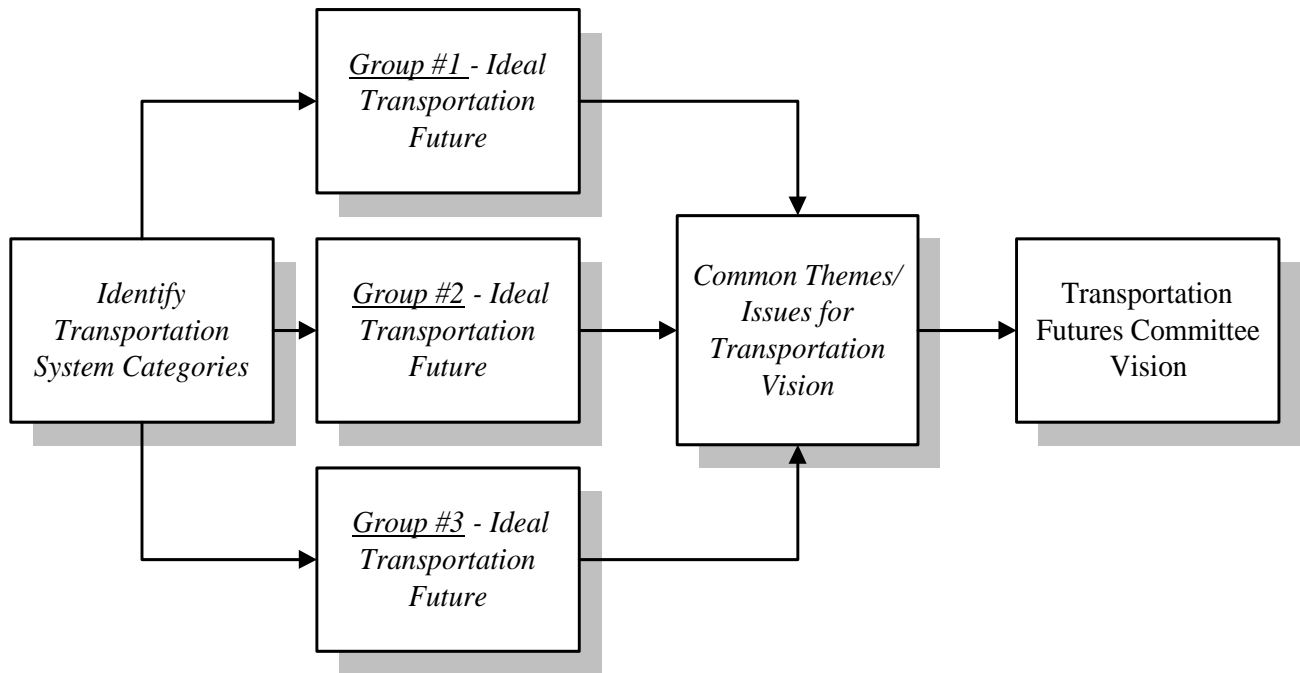 Group #1 - Ideal
Transportation
Future
Identify
Transportation
System Categories
Group #2 - Ideal
Transportation
Future
Common Themes/
Issues for
Transportation
Vision
Transportation
Futures Committee
Vision
Group #3 - Ideal
Transportation
Future